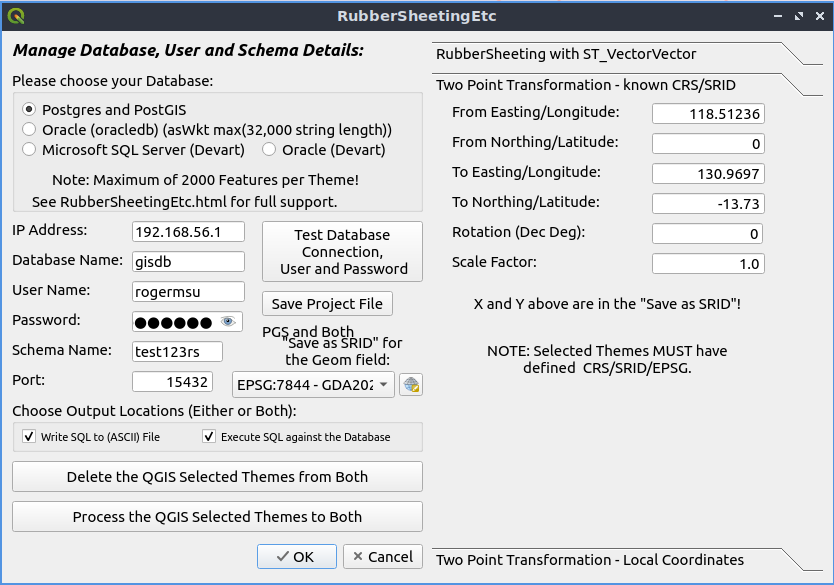 RubberSheetingEtc
Manage Database, User and Schema Details:
Please choose your Database:
Postgres and PostGIS
Oracle (oracledb) (asWkt max(32,000 string length))
Microsoft SQL Server (Devart)
Oracle (Devart)
Note: Maximum of 2000 Features per Theme!
See RubberSheetingEtc.html for full support.
IP Address:
192.168.56.1
Database Name:
gisdb
User Name:
rogermsu
Password:
●●●●●●
Schema Name:
test123rs
Port:
15432
Test Database
Connection,
User and Password
Save Project File
PGS and Both
"Save as SRID" for
the Geom field:
EPSG:7844 - GDA202
Choose Output Locations (Either or Both):
Write SQL to (ASCII) File
Execute SQL against the Database
Delete the QGIS Selected Themes from Both
Process the QGIS Selected Themes to Both
OK
Cancel
RubberSheeting with ST_VectorVector
Two Point Transformation - known CRS/SRID
From Easting/Longitude:
118.51236
From Northing/Latitude:
0
To Easting/Longitude:
130.9697
To Northing/Latitude:
-13.73
Rotation (Dec Deg):
0
Scale Factor:
1.0
X and Y above are in the "Save as SRID"!
NOTE: Selected Themes MUST have
defined CRS/SRID/EPSG.
Two Point Transformation - Local Coordinates